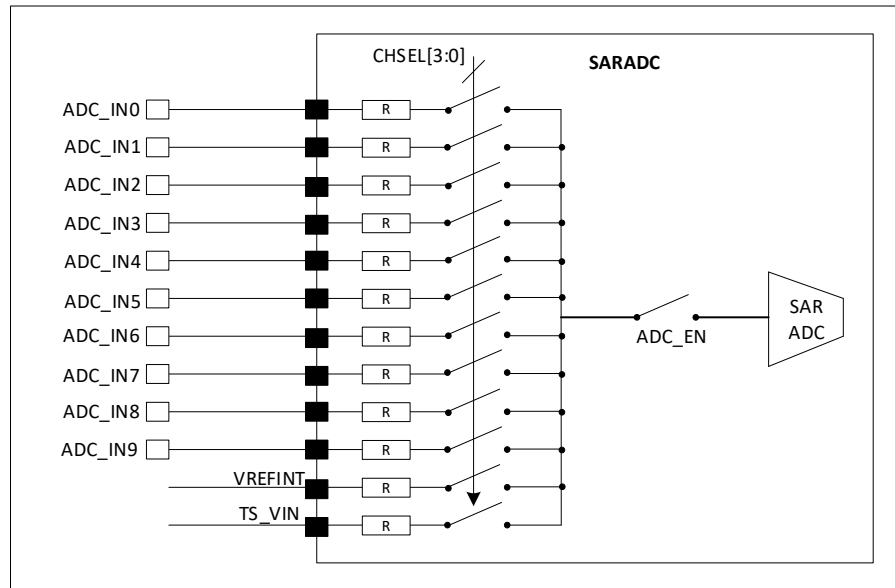 CHSEL[3:0]
SARADC
ADC_IN0
R
ADC_IN1
R
ADC_IN2
R
ADC_IN3
R
ADC_IN4
R
ADC_IN5
R
SAR
ADC
ADC_IN6
R
ADC_EN
ADC_IN7
R
ADC_IN8
R
ADC_IN9
R
VREFINT
R
TS_VIN
R